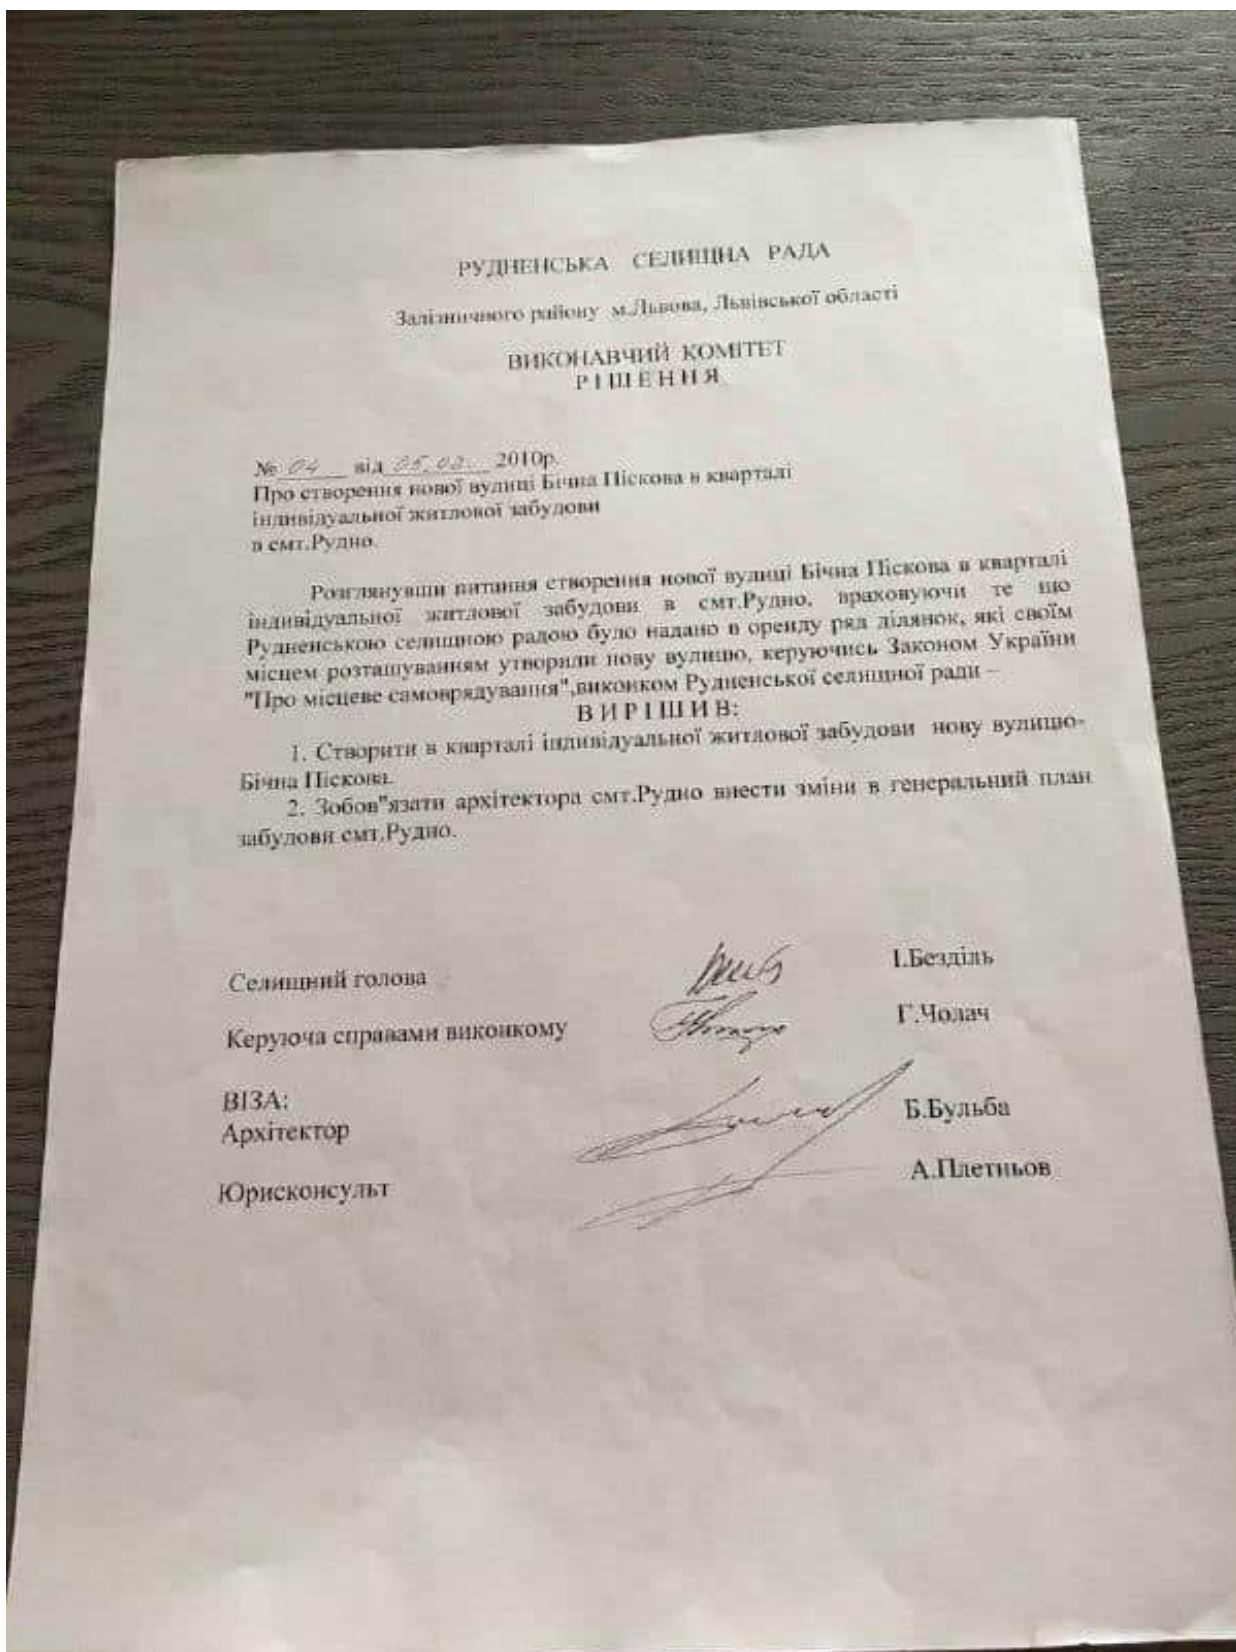 РУДНЕНСЬКА СЕЛИЩНА РАДА
Залізничного району м.Львова, Львівської області
ВИКОНАВЧИЙ КОМІТЕТ
Р І Ш Е Н Н Я
№ 04 від 05.02. 2010р.
Про створення нової вулиці Бічна Піскова в кварталі
індивідуальної житлової забудови
в смт.Рудно.
Розглянувши питання створення нової вулиці Бічна Піскова в кварталі
індивідуальної житлової забудови в смт.Рудно, враховуючи те що
Рудненською селищною радою було надано в оренду ряд ділянок, які своїм
місцем розташуванням утворили нову вулицю, керуючись Законом України
"Про місцеве самоврядування",виконком Рудненської селищної ради –
В И Р І Ш И В:
1. Створити в кварталі індивідуальної житлової забудови нову вулицю-
Бічна Піскова.
2. Зобов"язати архітектора смт.Рудно внести зміни в генеральний план
забудови смт.Рудно.
Селищний голова І.Безділь
Керуюча справами виконкому Г.Чолач
ВІЗА:
Архітектор Б.Бульба
Юрисконсульт А.Плетньов